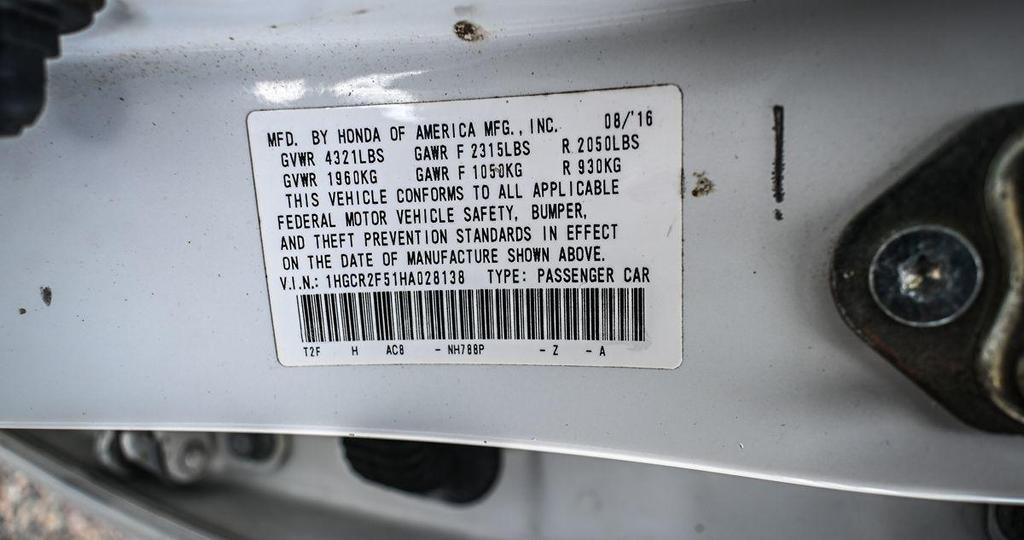 MFD. BY HONDA OF AMERICA MFG., INC. 08/'16
GVWR 4321LBS GAWR F 2315LBS R 2050LBS
GVWR 1960KG GAWR F 1050KG R 930KG
THIS VEHICLE CONFORMS TO ALL APPLICABLE
FEDERAL MOTOR VEHICLE SAFETY, BUMPER,
AND THEFT PREVENTION STANDARDS IN EFFECT
ON THE DATE OF MANUFACTURE SHOWN ABOVE.
V.I.N.: 1HGCR2F51HA028138 TYPE: PASSENGER CAR
T2F H AC8 - NH788P - Z - A